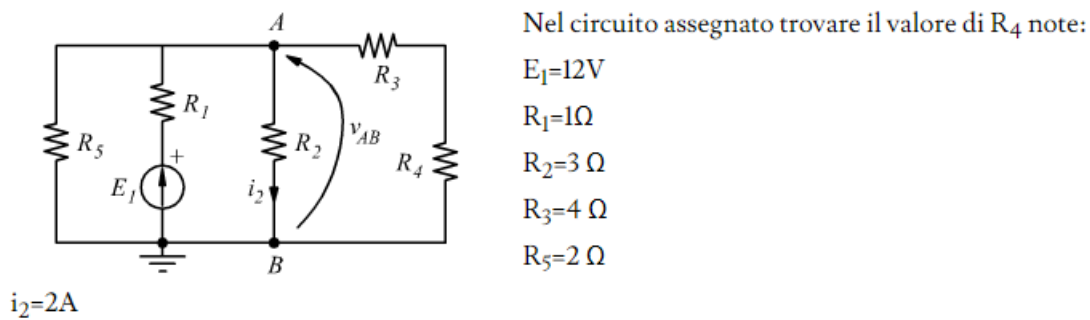 Nel circuito assegnato trovare il valore di R4 note:
E1=12V
R1=1Ω
R2=3 Ω
R3=4 Ω
R5=2 Ω
A
R3
R1
R5
R2
vAB
R4
+
E1
i2
B
i2=2A